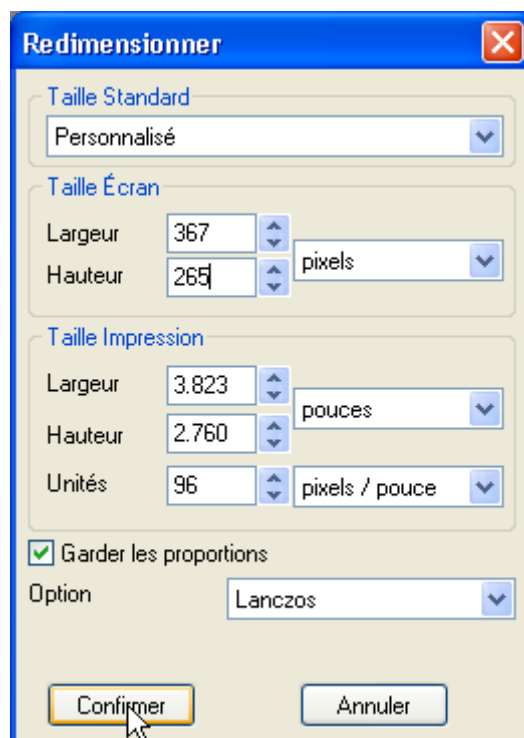 Redimensionner
Taille Standard
Personnalisé
Taille Écran
Largeur 367
pixels
Hauteur 265
Taille Impression
Largeur 3.823
pouces
Hauteur 2.760
Unités 96 pixels / pouce
Garder les proportions
Option Lanczos
Confirmer Annuler